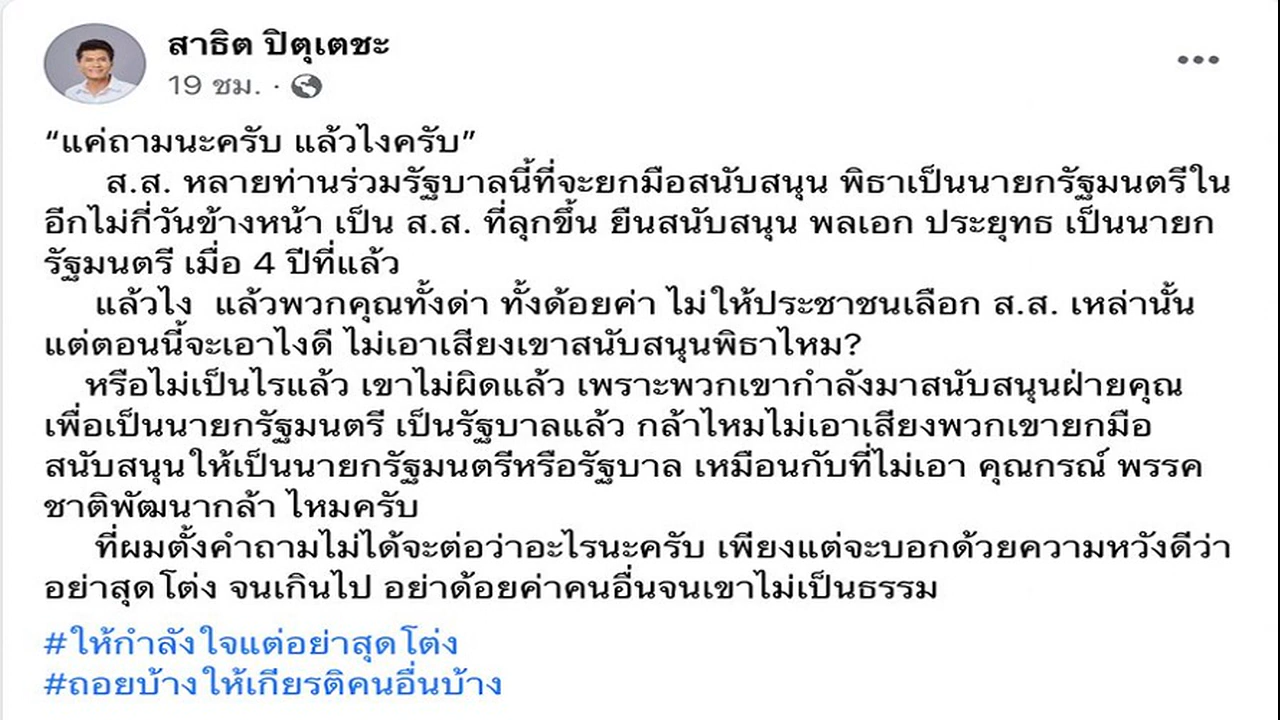 สาธิต ปิตุเตชะ
19 ชม. ·
“แค่ถามนะครับ แล้วไงครับ”
ส.ส. หลายท่านร่วมรัฐบาลนี้ที่จะยกมือสนับสนุน พิธาเป็นนายกรัฐมนตรีใน
อีกไม่กี่วันข้างหน้า เป็น ส.ส. ที่ลุกขึ้น ยืนสนับสนุน พลเอก ประยุทธ เป็นนายก
รัฐมนตรี เมื่อ 4 ปีที่แล้ว
แล้วไง แล้วพวกคุณทั้งด่า ทั้งด้อยค่า ไม่ให้ประชาชนเลือก ส.ส. เหล่านั้น
แต่ตอนนี้จะเอาไงดี ไม่เอาเสียงเขาสนับสนุนพิธาไหม?
หรือไม่เป็นไรแล้ว เขาไม่ผิดแล้ว เพราะพวกเขากำลังมาสนับสนุนฝ่ายคุณ
เพื่อเป็นนายกรัฐมนตรี เป็นรัฐบาลแล้ว กล้าไหมไม่เอาเสียงพวกเขายกมือ
สนับสนุนให้เป็นนายกรัฐมนตรีหรือรัฐบาล เหมือนกับที่ไม่เอา คุณกรณ์ พรรค
ชาติพัฒนากล้า ไหมครับ
ที่ผมตั้งคำถามไม่ได้จะต่อว่าอะไรนะครับ เพียงแต่จะบอกด้วยความหวังดีว่า
อย่าสุดโต่ง จนเกินไป อย่าด้อยค่าคนอื่นจนเขาไม่เป็นธรรม
#ให้กำลังใจแต่อย่าสุดโต่ง
#ถอยบ้างให้เกียรติคนอื่นบ้าง